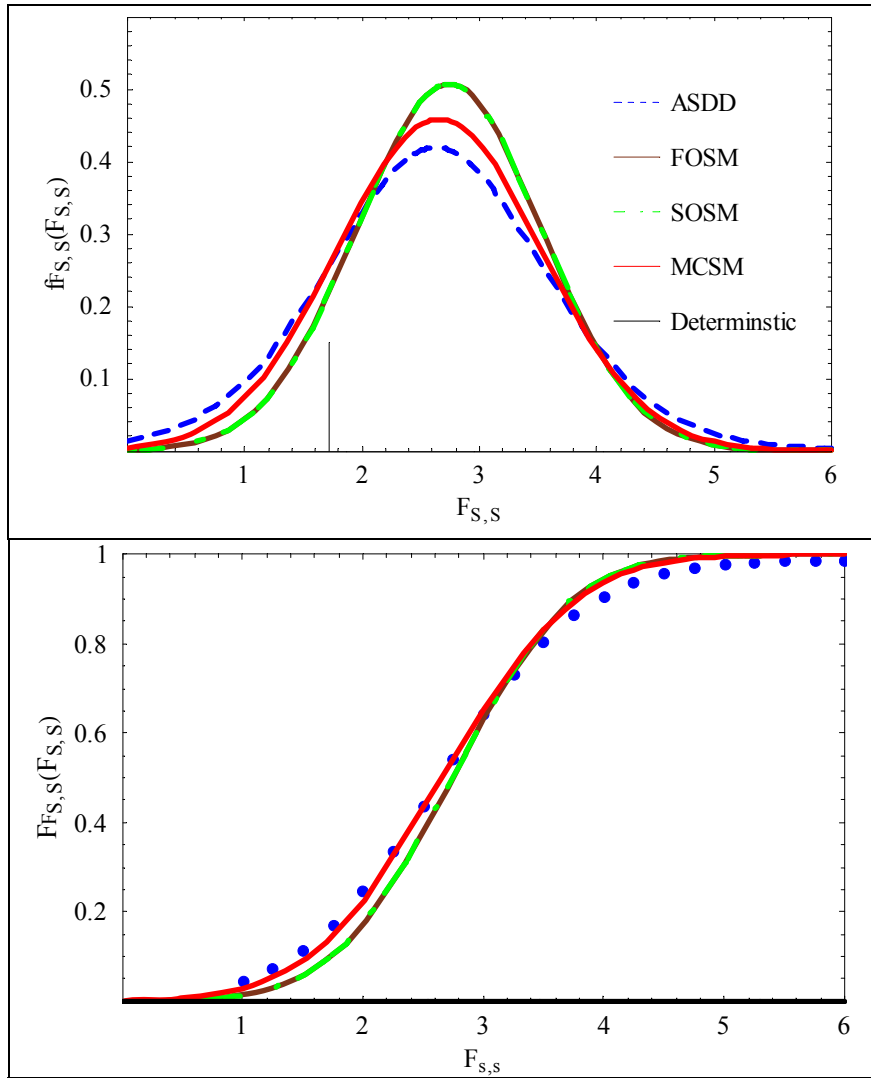 0.5
0.4
0.3
0.2
0.1
fFS,S(FS,S)
ASDD
FOSM
SOSM
MCSM
Determinstic
1 2 3 4 5 6
FS,S
1
0.8
0.6
0.4
0.2
FFS,S(FS,S)
1 2 3 4 5 6
Fs,s